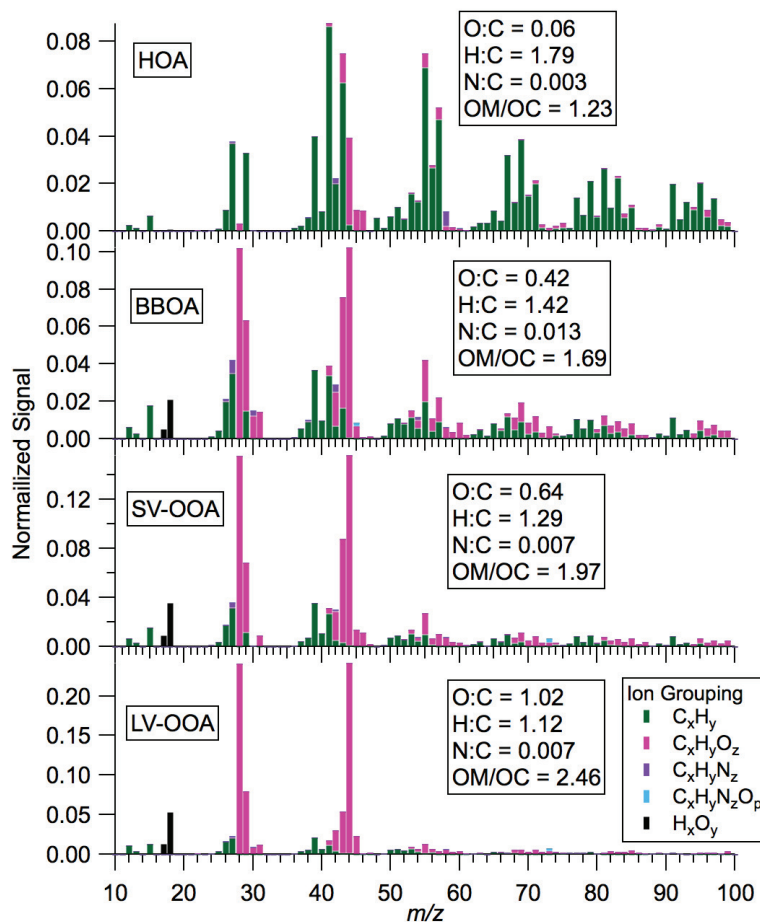 HOA
O:C = 0.06
H:C = 1.79
N:C = 0.003
OM/OC = 1.23
0.08
0.06
0.04
0.02
0.00
BBOA
O:C = 0.42
H:C = 1.42
N:C = 0.013
OM/OC = 1.69
0.10
0.08
0.06
0.04
0.02
0.00
Normailized Signal
SV-OOA
O:C = 0.64
H:C = 1.29
N:C = 0.007
OM/OC = 1.97
0.12
0.08
0.04
0.00
LV-OOA
O:C = 1.02
H:C = 1.12
N:C = 0.007
OM/OC = 2.46
0.20
0.15
0.10
0.05
0.00
Ion Grouping
CxHy
CxHyOz
CxHyNz
CxHyNzOp
HxOy
10 20 30 40 50 60 70 80 90 100
m/z